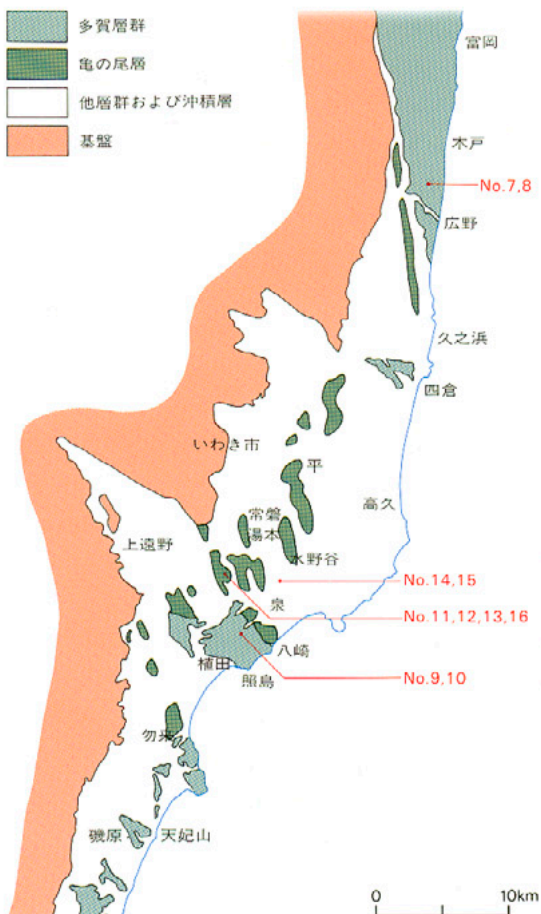 多賀層群
亀の尾層
他層群および沖積層
基盤
富岡
木戸
No.7,8
広野
久之浜
四倉
いわき市
平
高久
常磐
湯本
上遠野
水野谷
No.14,15
泉
No.11,12,13,16
八崎
植田
照島
No.9,10
勿来
磯原
天妃山
0
10km